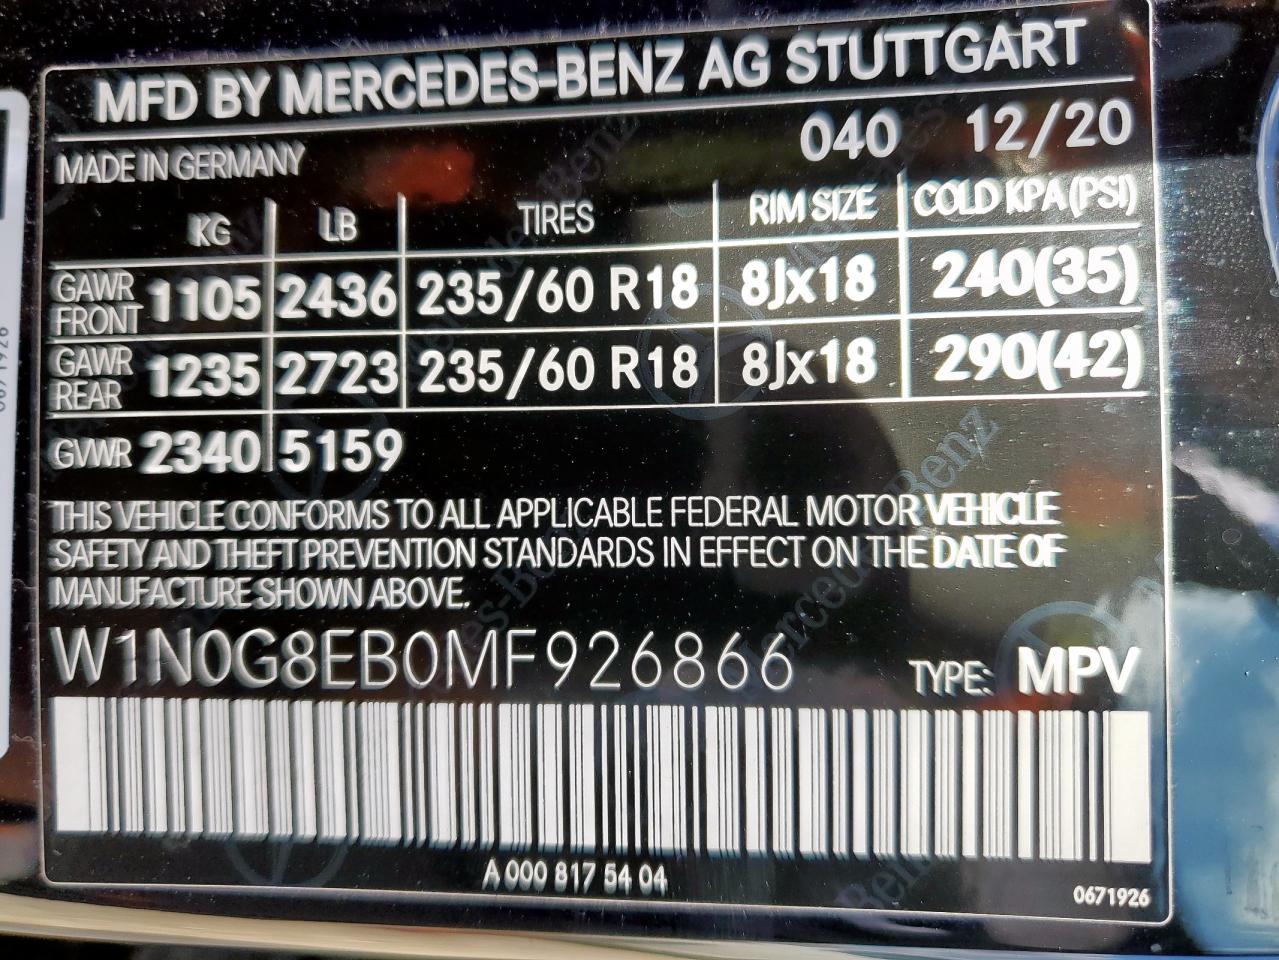 MFD BY MERCEDES-BENZ AG STUTTGART
040 12/20
MADE IN GERMANY
KG LB TIRES RIM SIZE COLD KPA (PSI)
GAWR FRONT 1105 2436 235/60 R18 8Jx18 240(35)
GAWR REAR 1235 2723 235/60 R18 8Jx18 290(42)
GVWR 2340 5159
THIS VEHICLE CONFORMS TO ALL APPLICABLE FEDERAL MOTOR VEHICLE
SAFETY AND THEFT PREVENTION STANDARDS IN EFFECT ON THE DATE OF
MANUFACTURE SHOWN ABOVE.
W1N0G8EB0MF926866 TYPE: MPV
A 000 817 54 04
0671926